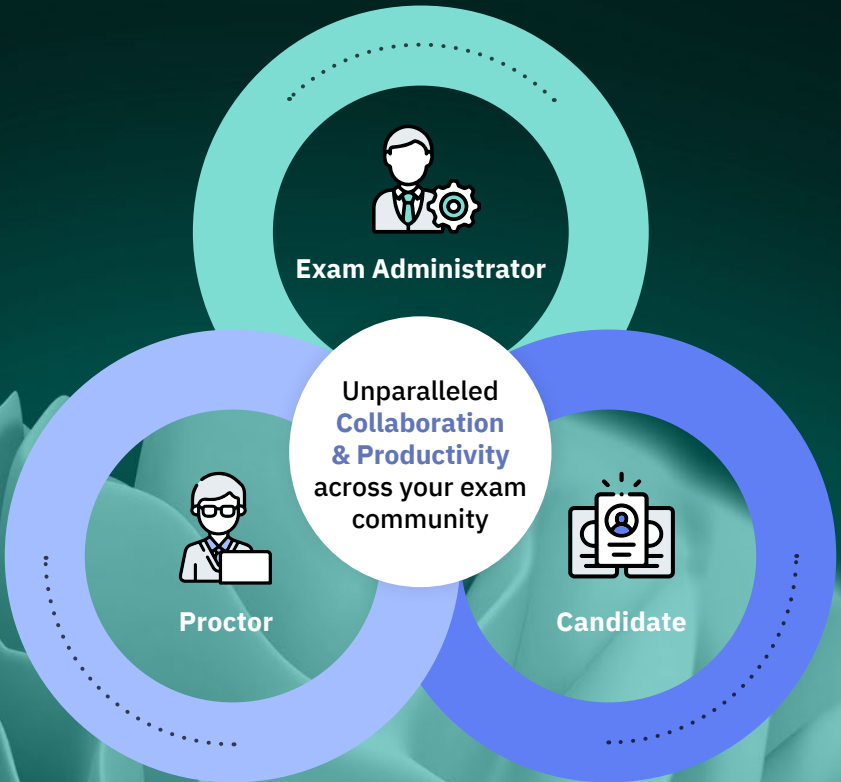 Exam Administrator
Unparalleled
Collaboration
& Productivity
across your exam
community
Proctor
Candidate